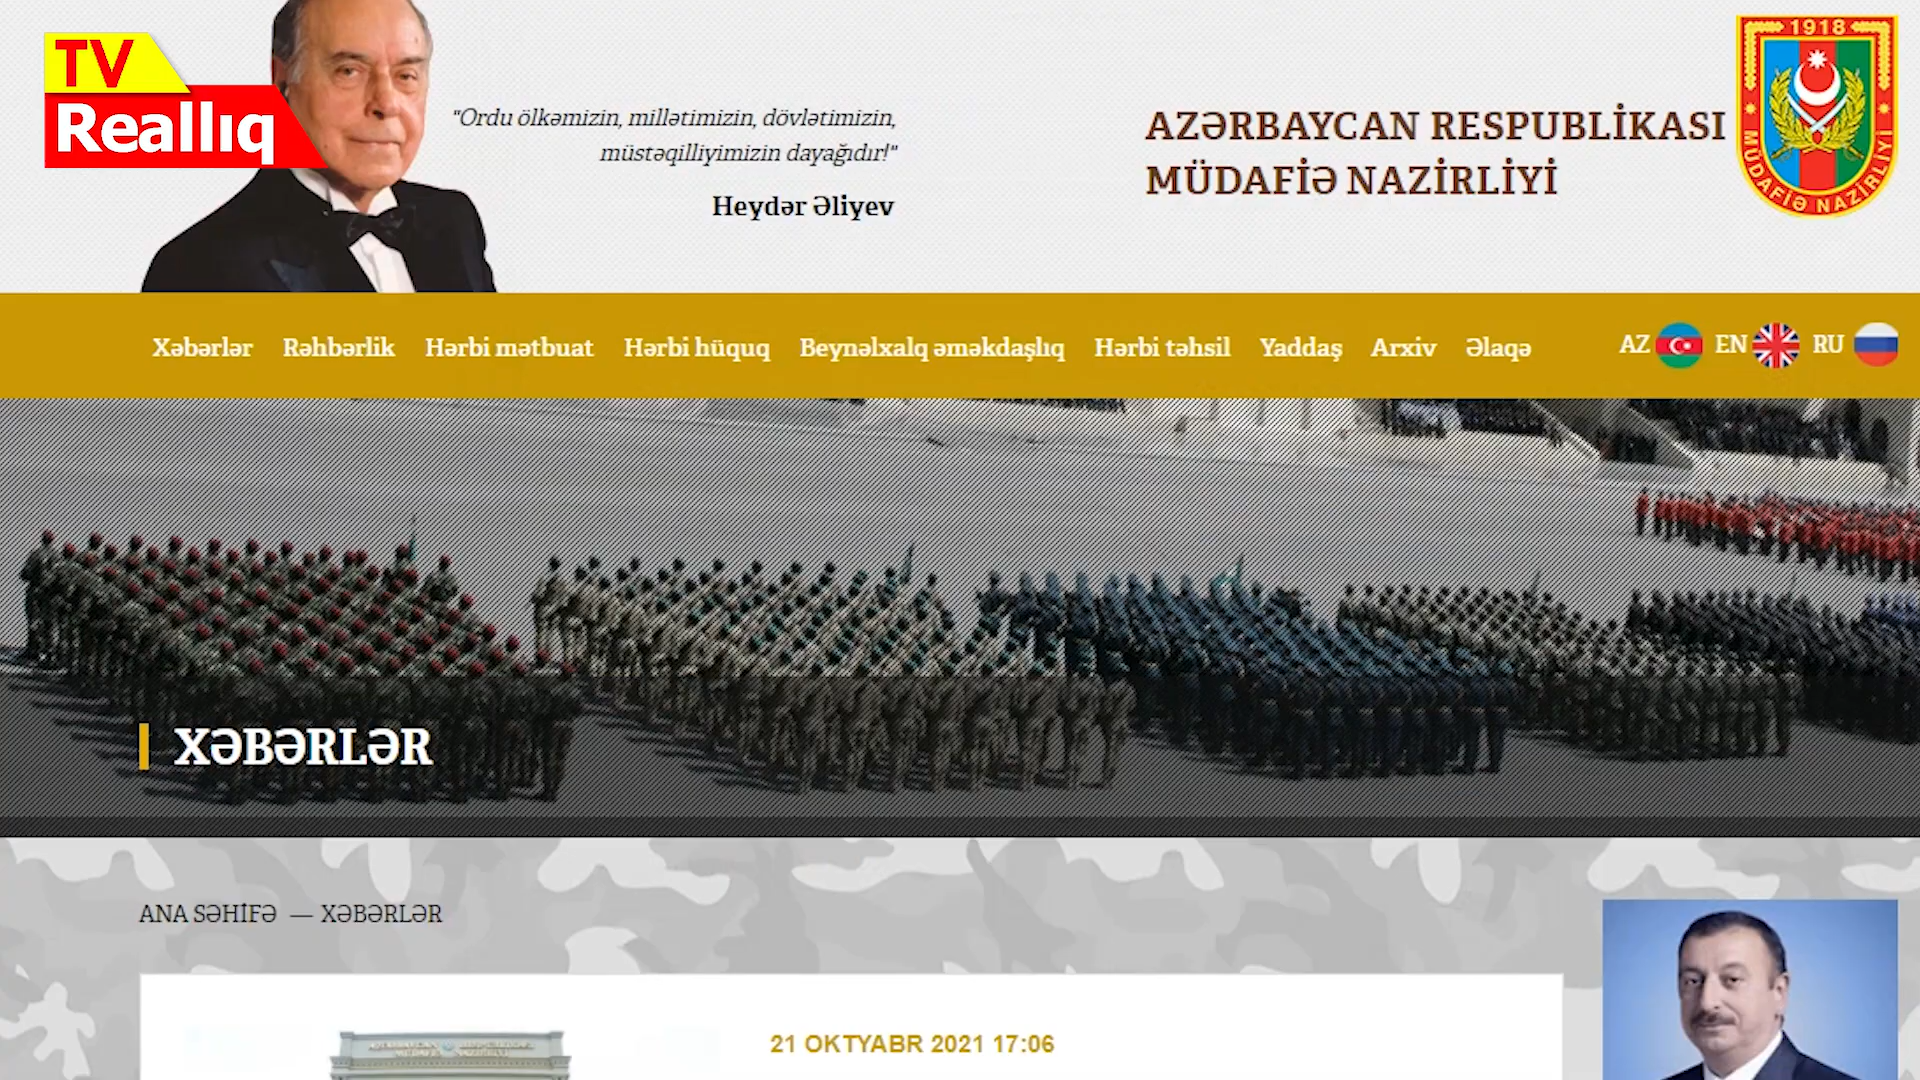 TV
Reallıq
"Ordu ölkəmizin, millətimizin, dövlətimizin,
müstəqilliyimizin dayağıdır!"
Heydər Əliyev
AZƏRBAYCAN RESPUBLİKASI
MÜDAFİƏ NAZİRLİYİ
1918
MÜDAFİƏ NAZİRLİYİ
Xəbərlər Rəhbərlik Hərbi mətbuat Hərbi hüquq Beynəlxalq əməkdaşlıq Hərbi təhsil Yaddaş Arxiv Əlaqə AZ EN RU
XƏBƏRLƏR
ANA SƏHİFƏ — XƏBƏRLƏR
21 OKTYABR 2021 17:06